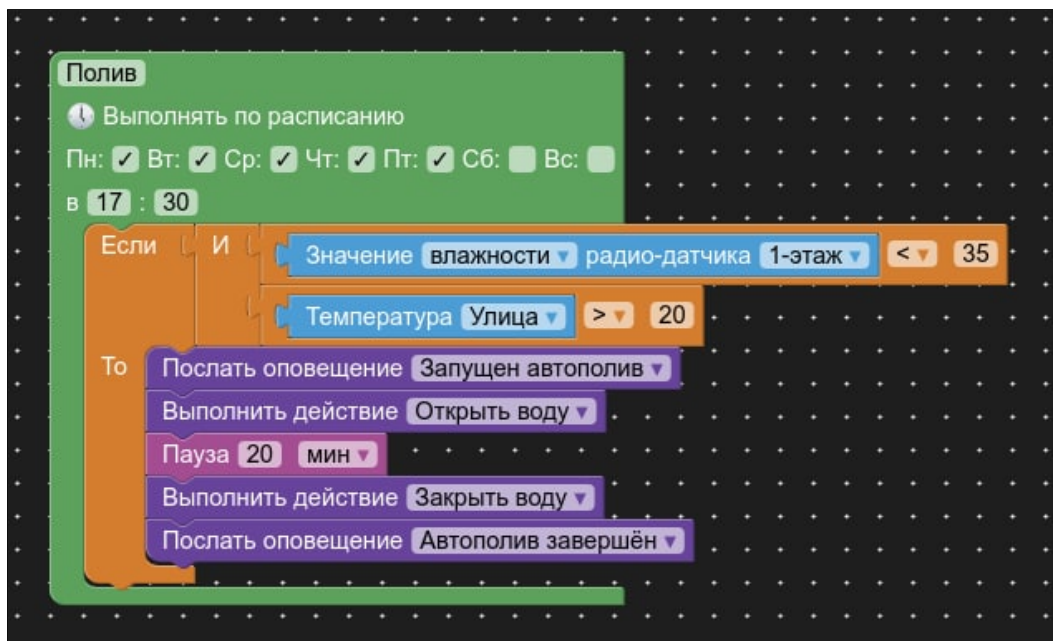 Полив
Выполнять по расписанию
Пн: ✓ Вт: ✓ Ср: ✓ Чт: ✓ Пт: ✓ Сб: Вс:
в 17 : 30
Если И Значение влажности радио-датчика 1-этаж < 35
Температура Улица > 20
То Послать оповещение Запущен автополив
Выполнить действие Открыть воду
Пауза 20 мин
Выполнить действие Закрыть воду
Послать оповещение Автополив завершён